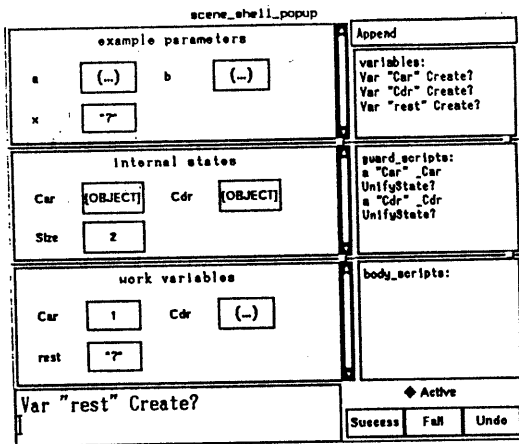 scene_shell_popup
example parameters
a (...) b (...)
x "?"
internal states
Car [OBJECT] Cdr [OBJECT]
Size 2
work variables
Car 1 Cdr (...)
rest "?"
Var "rest" Create?
Append
variables:
Var "Car" Create?
Var "Cdr" Create?
Var "rest" Create?
guard_scripts:
a "Car" _Car
UnifyState?
a "Cdr" _Cdr
UnifyState?
body_scripts:
Active
Success Fail Undo